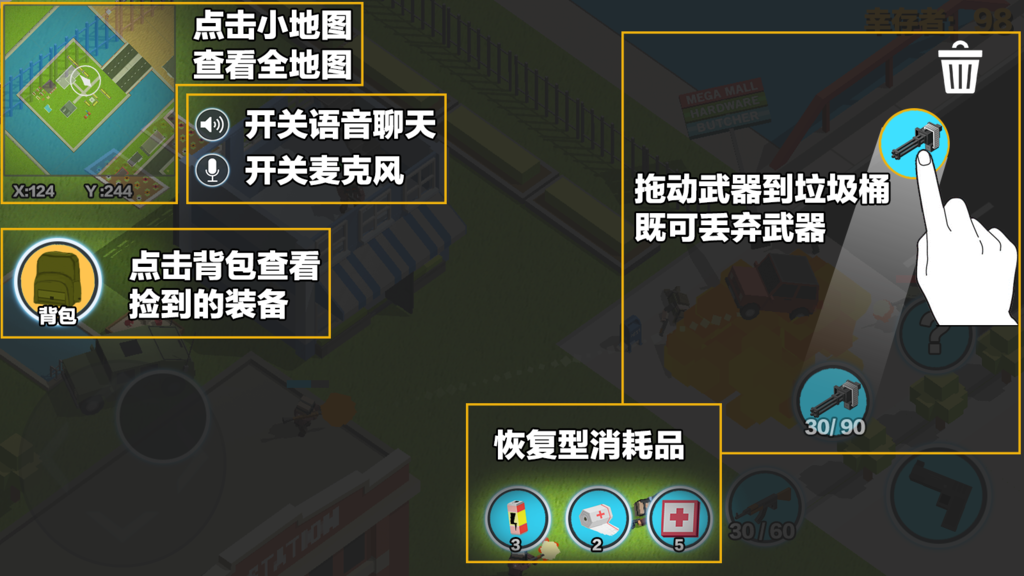 点击小地图
查看全地图
幸存者: 98
开关语音聊天
开关麦克风
X:124 Y:244
MEGA MALL
HARDWARE
拖动武器到垃圾桶
既可丢弃武器
点击背包查看
捡到的装备
背包
30/90
恢复型消耗品
3 2 5
30/60
STATION